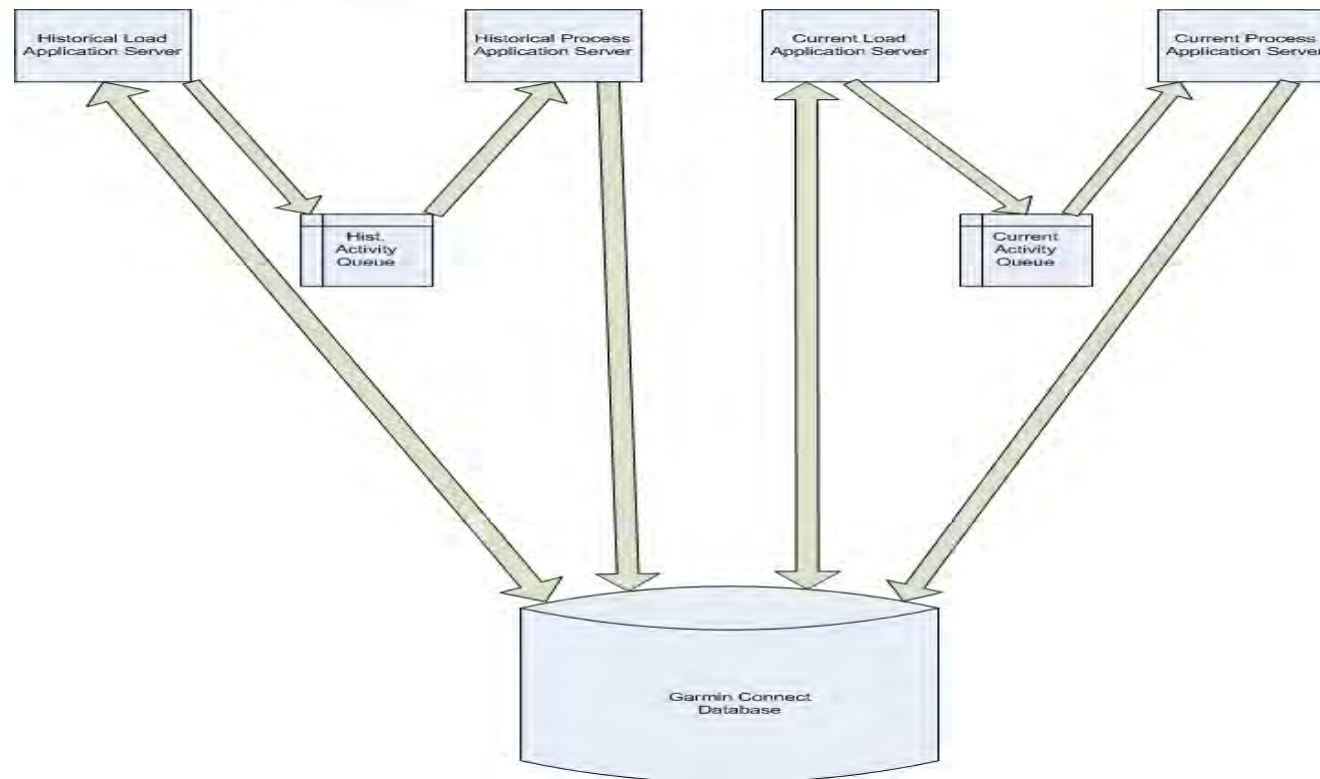 Historical Load
Application Server
Historical Process
Application Server
Current Load
Application Server
Current Process
Application Server
Hist.
Activity
Queue
Current
Activity
Queue
Garmin Connect
Database